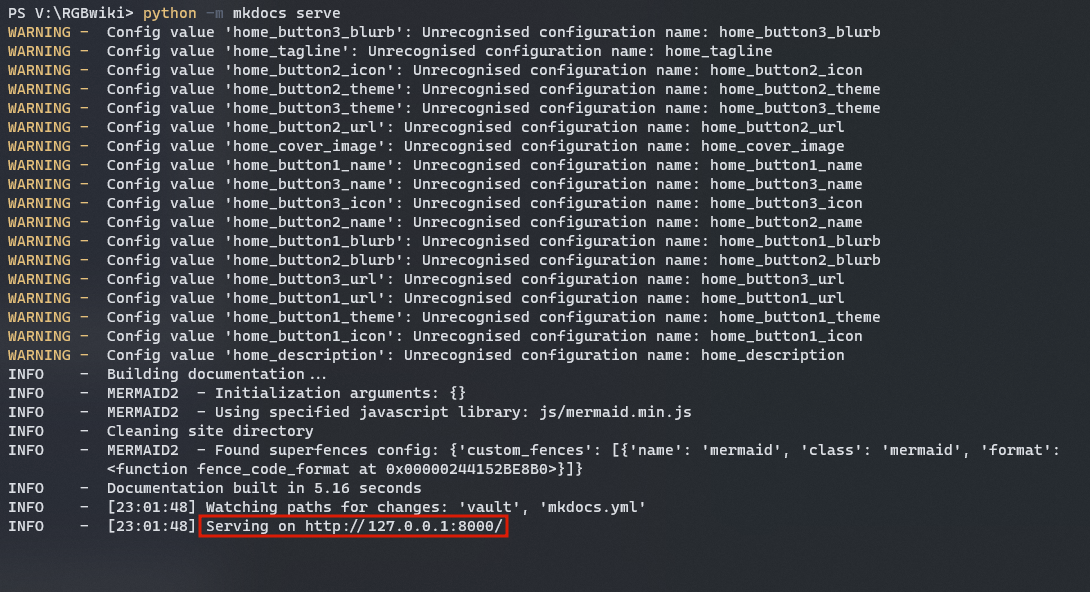 PS V:\RGBwiki> python -m mkdocs serve
WARNING -  Config value 'home_button3_blurb': Unrecognised configuration name: home_button3_blurb
WARNING -  Config value 'home_tagline': Unrecognised configuration name: home_tagline
WARNING -  Config value 'home_button2_icon': Unrecognised configuration name: home_button2_icon
WARNING -  Config value 'home_button2_theme': Unrecognised configuration name: home_button2_theme
WARNING -  Config value 'home_button3_theme': Unrecognised configuration name: home_button3_theme
WARNING -  Config value 'home_button2_url': Unrecognised configuration name: home_button2_url
WARNING -  Config value 'home_cover_image': Unrecognised configuration name: home_cover_image
WARNING -  Config value 'home_button1_name': Unrecognised configuration name: home_button1_name
WARNING -  Config value 'home_button3_name': Unrecognised configuration name: home_button3_name
WARNING -  Config value 'home_button3_icon': Unrecognised configuration name: home_button3_icon
WARNING -  Config value 'home_button2_name': Unrecognised configuration name: home_button2_name
WARNING -  Config value 'home_button1_blurb': Unrecognised configuration name: home_button1_blurb
WARNING -  Config value 'home_button2_blurb': Unrecognised configuration name: home_button2_blurb
WARNING -  Config value 'home_button3_url': Unrecognised configuration name: home_button3_url
WARNING -  Config value 'home_button1_url': Unrecognised configuration name: home_button1_url
WARNING -  Config value 'home_button1_theme': Unrecognised configuration name: home_button1_theme
WARNING -  Config value 'home_button1_icon': Unrecognised configuration name: home_button1_icon
WARNING -  Config value 'home_description': Unrecognised configuration name: home_description
INFO    -  Building documentation...
INFO    -  MERMAID2  - Initialization arguments: {}
INFO    -  MERMAID2  - Using specified javascript library: js/mermaid.min.js
INFO    -  Cleaning site directory
INFO    -  MERMAID2  - Found superfences config: {'custom_fences': [{'name': 'mermaid', 'class': 'mermaid', 'format':
<function fence_code_format at 0x00000244152BE8B0>}]}
INFO    -  Documentation built in 5.16 seconds
INFO    -  [23:01:48] Watching paths for changes: 'vault', 'mkdocs.yml'
INFO    -  [23:01:48] Serving on http://127.0.0.1:8000/